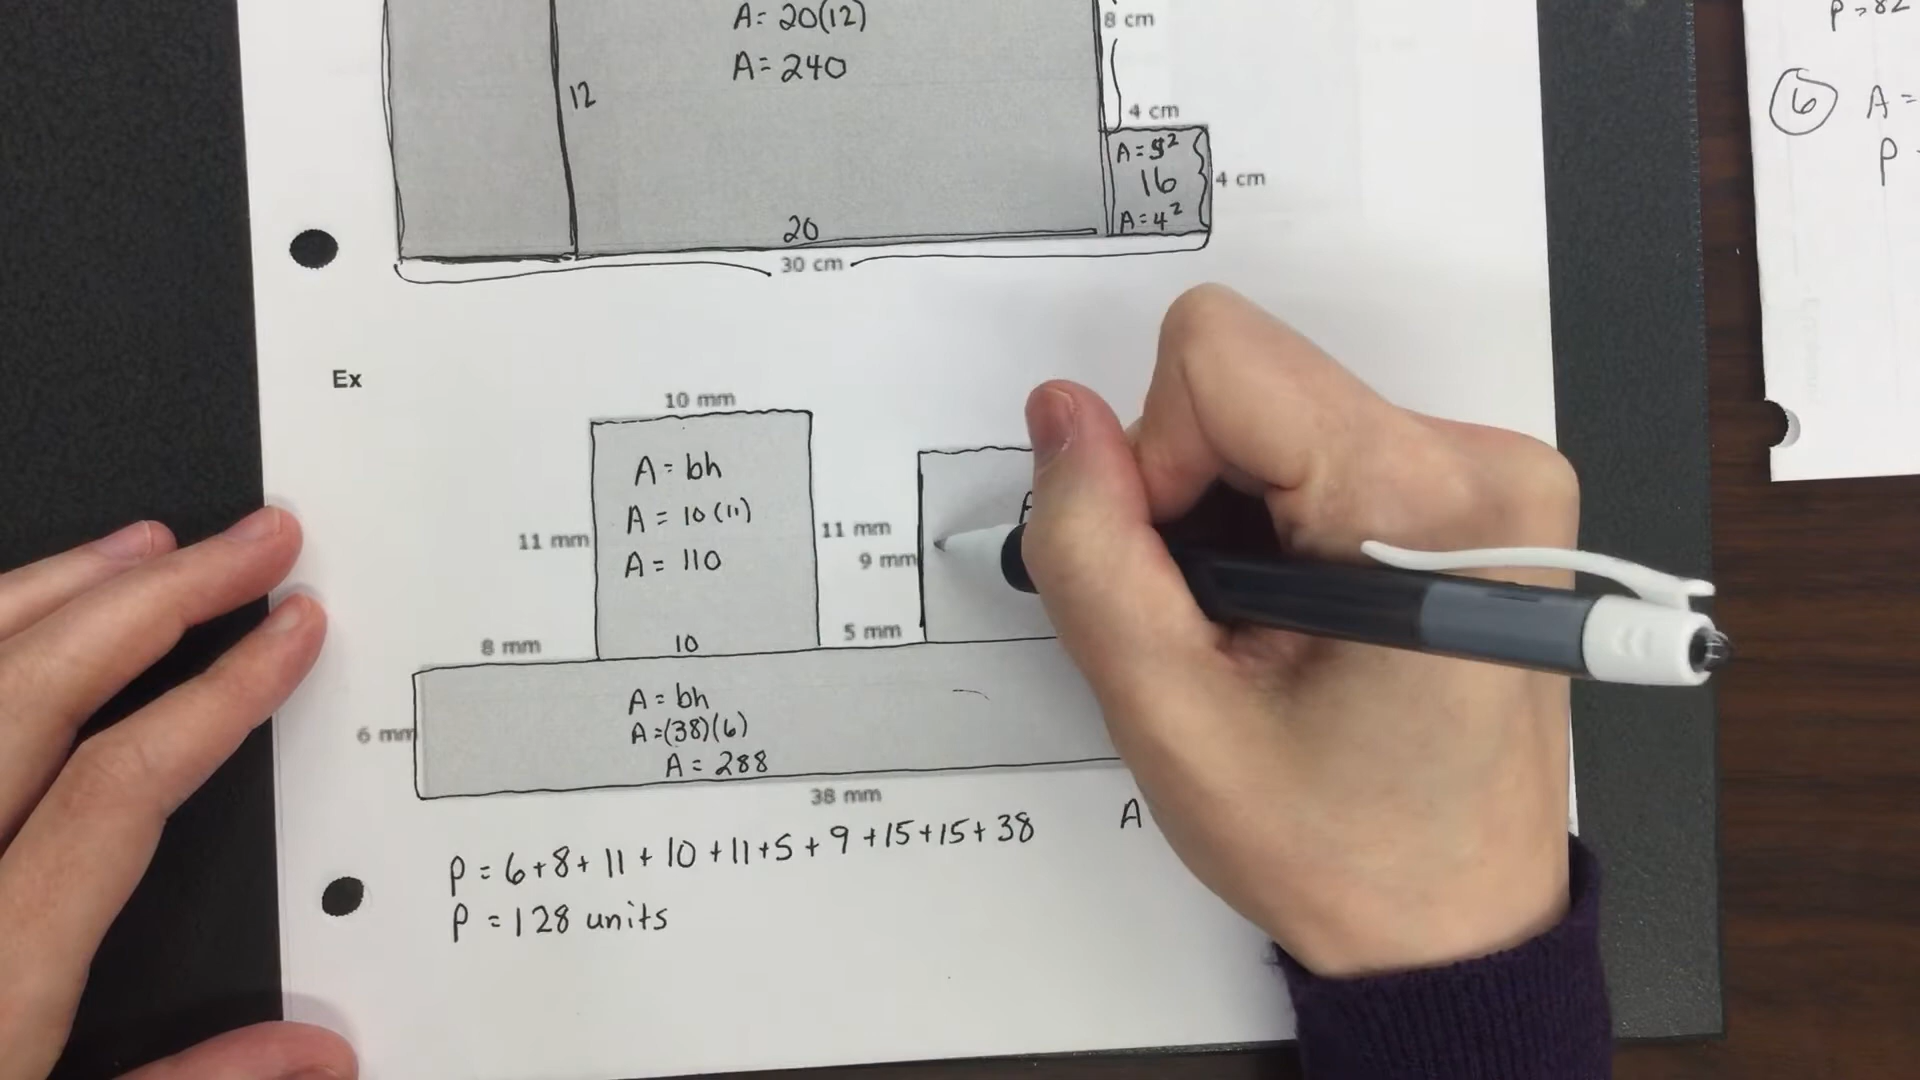 A = 20(12)
A = 240
12
8 cm
4 cm
A = 2
16
A = 4²
4 cm
20
30 cm
P = 82
6 A =
P
Ex
10 mm
A = bh
A = 10(11)
A = 110
11 mm
11 mm
9 mm
8 mm
10
5 mm
6 mm
A = bh
A = (38)(6)
A = 288
38 mm
A
P = 6+8+11+10+11+5+9+15+15+38
P = 128 units